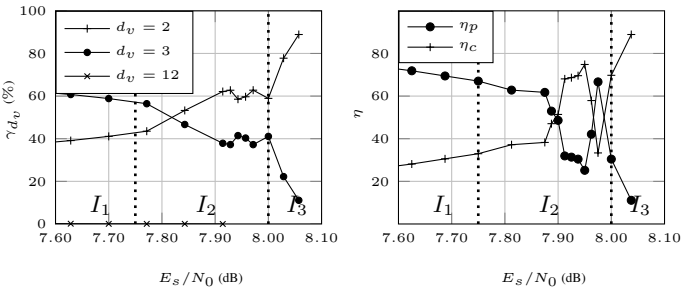 100
80
60
40
20
0
γ_{d_v} (%)
d_v = 2
d_v = 3
d_v = 12
I_1
I_2
I_3
7.60 7.70 7.80 7.90 8.00 8.10
E_s/N_0 (dB)
80
60
40
20
0
η
η_p
η_c
I_1
I_2
I_3
7.60 7.70 7.80 7.90 8.00 8.10
E_s/N_0 (dB)